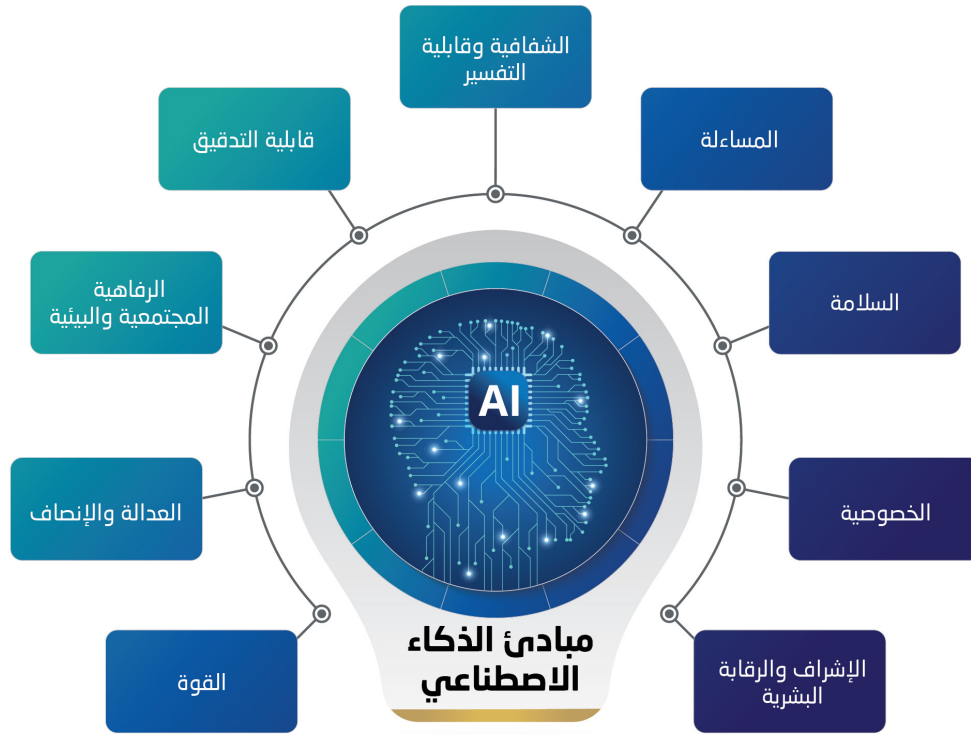 الشفافية وقابلية
التفسير
المساءلة
قابلية التدقيق
السلامة
الرفاهية
المجتمعية والبيئية
الخصوصية
العدالة والإنصاف
الإشراف والرقابة
البشرية
القوة
AI
مبادئ الذكاء
الاصطناعي